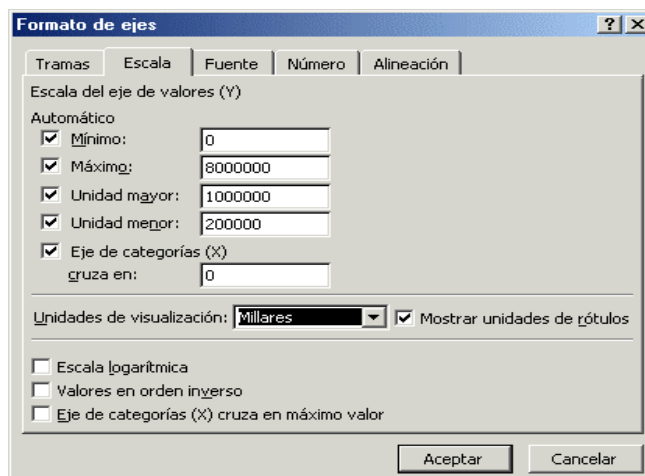 Formato de ejes
Tramas Escala Fuente Número Alineación
Escala del eje de valores (Y)
Automático
Mínimo: 0
Máximo: 8000000
Unidad mayor: 1000000
Unidad menor: 200000
Eje de categorías (X)
cruza en: 0
Unidades de visualización: Millares Mostrar unidades de rótulos
Escala logarítmica
Valores en orden inverso
Eje de categorías (X) cruza en máximo valor
Aceptar Cancelar